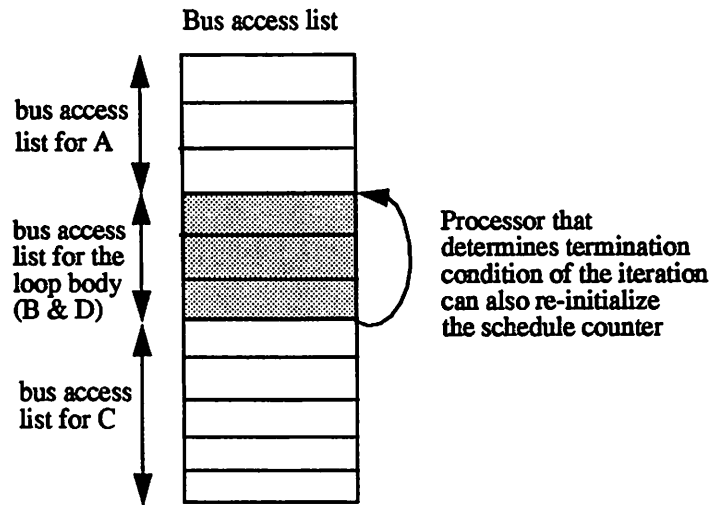 Bus access list
bus access
list for A
bus access
list for the
loop body
(B & D)
Processor that
determines termination
condition of the iteration
can also re-initialize
the schedule counter
bus access
list for C